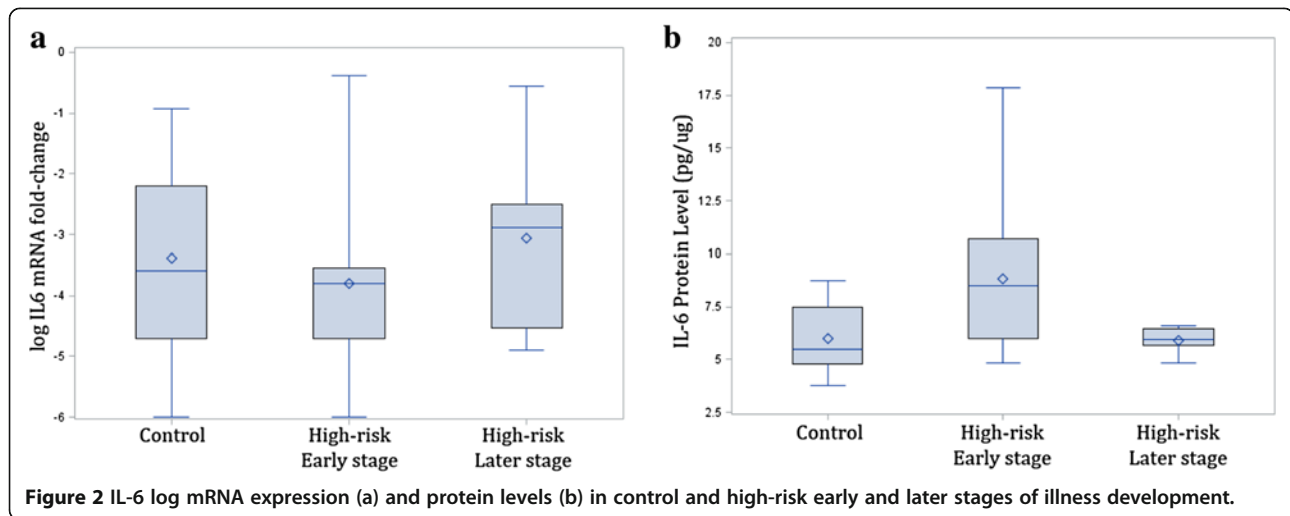 a
0
-1
-2
-3
-4
-5
-6
log IL6 mRNA fold-change
Control
High-risk
Early stage
High-risk
Later stage
b
20
17.5
15
12.5
10
7.5
5
2.5
IL-6 Protein Level (pg/ug)
Control
High-risk
Early stage
High-risk
Later stage
Figure 2 IL-6 log mRNA expression (a) and protein levels (b) in control and high-risk early and later stages of illness development.